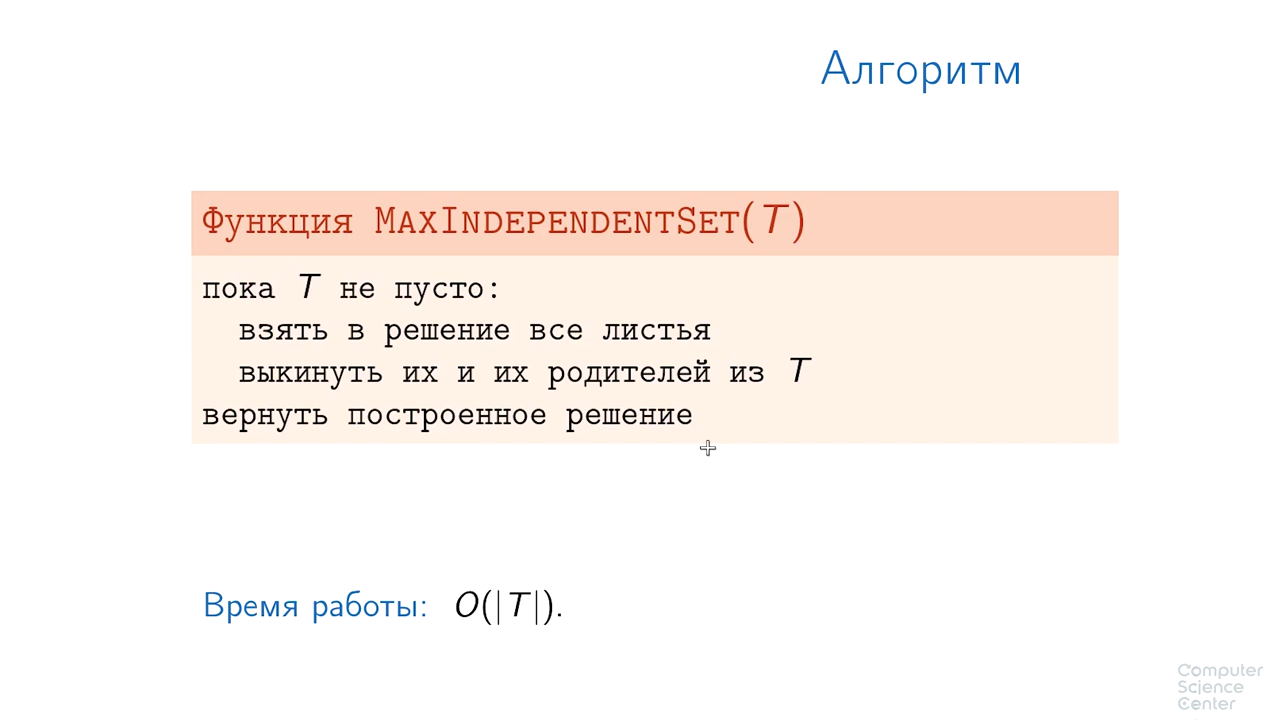 Алгоритм
Функция MAXINDEPENDENTSET(T)
пока T не пусто:
взять в решение все листья
выкинуть их и их родителей из T
вернуть построенное решение
Время работы: O(|T|).
Computer
Science
Center